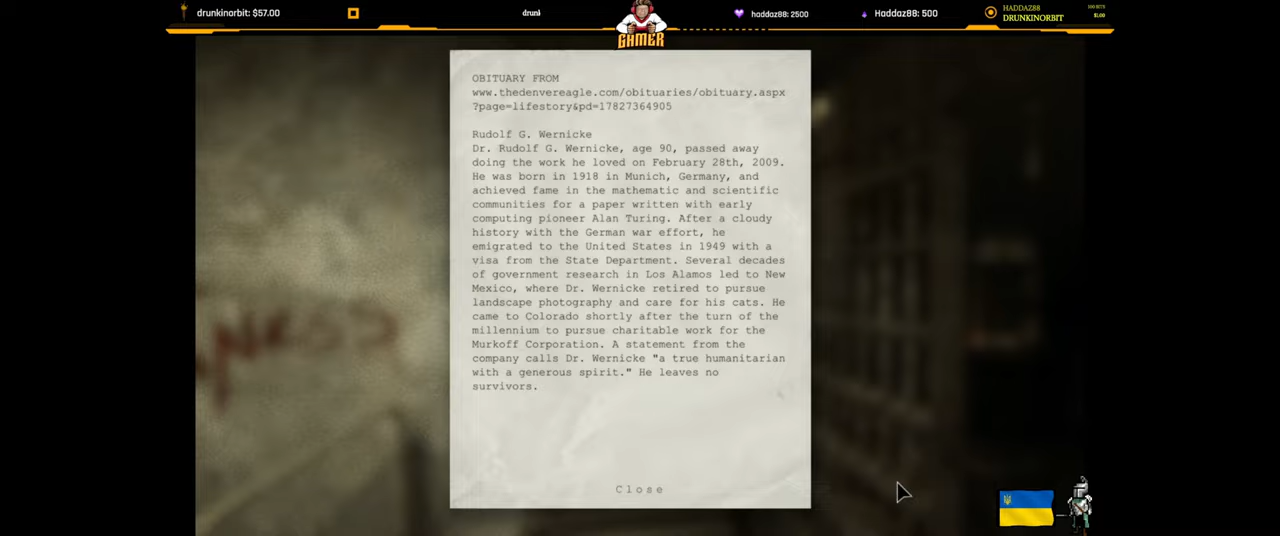 drunkinorbit: $57.00
drunk
haddaz88: 2500
Haddaz88: 500
HADDAZ88
DRUNKINORBIT
100 BITS
$1.00
GAMER
OBITUARY FROM
www.thedenvereagle.com/obituaries/obituary.aspx
?page=lifestory&pd=17827364905
Rudolf G. Wernicke
Dr. Rudolf G. Wernicke, age 90, passed away
doing the work he loved on February 28th, 2009.
He was born in 1918 in Munich, Germany, and
achieved fame in the mathematic and scientific
communities for a paper written with early
computing pioneer Alan Turing. After a cloudy
history with the German war effort, he
emigrated to the United States in 1949 with a
visa from the State Department. Several decades
of government research in Los Alamos led to New
Mexico, where Dr. Wernicke retired to pursue
landscape photography and care for his cats. He
came to Colorado shortly after the turn of the
millennium to pursue charitable work for the
Murkoff Corporation. A statement from the
company calls Dr. Wernicke "a true humanitarian
with a generous spirit." He leaves no
survivors.
Close